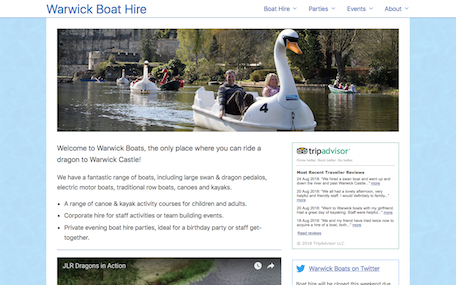 Warwick Boat Hire
Boat Hire
Parties
Events
About
4
Welcome to Warwick Boats, the only place where you can ride a
dragon to Warwick Castle!
We have a fantastic range of boats, including large swan & dragon pedalos,
electric motor boats, traditional row boats, canoes and kayaks.
• A range of canoe & kayak activity courses for children and adults.
• Corporate hire for staff activities or team building events.
• Private evening boat hire parties, ideal for a birthday party or staff get-
together.
JLR Dragons in Action
tripadvisor
Know better. Book better. Go better.
Most Recent Traveller Reviews
24 Aug 2018: "We hired a swan boat and went up and
down the river and past Warwick Castle..." more
20 Aug 2018: "We all had a lovely afternoon, very
helpful and friendly staff. I would definitely to family..."
more
20 Aug 2018: "Went to Warwick boats with my girlfriend.
Had a great day of kayaking. Staff were helpful..." more
19 Aug 2018: "Me and my friend have tried twice now to
acquire a hire of a boat, both..." more
Read reviews
© 2018 TripAdvisor LLC
Warwick Boats on Twitter
Boat hire will be closed this weekend due